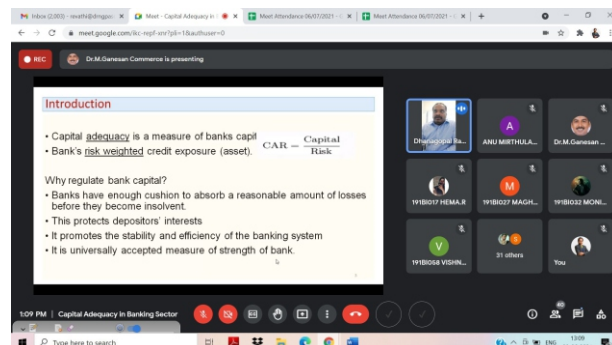 Inbox (2,003) - revathi@drngpas
Meet - Capital Adequacy in
Meet Attendance 06/07/2021 -
Meet Attendance 06/07/2021 -
meet.google.com/ikc-repf-xnr?pli=1&authuser=0
REC
Dr.M.Ganesan Commerce is presenting
Introduction
• Capital adequacy is a measure of banks capit
CAR = Capital
Risk
• Bank's risk weighted credit exposure (asset).
Why regulate bank capital?
• Banks have enough cushion to absorb a reasonable amount of losses
before they become insolvent.
• This protects depositors' interests
• It promotes the stability and efficiency of the banking system
• It is universally accepted measure of strength of bank.
Dhanagopal Ra...
A
ANU MIRTHULA...
Dr.M.Ganesan ...
191BI017 HEMA.R
M
191BI027 MAGH...
191BI032 MONI...
V
191BI058 VISHN...
S
31 others
You
1:09 PM | Capital Adequacy in Banking Sector
40
Type here to search
ENG
13:09